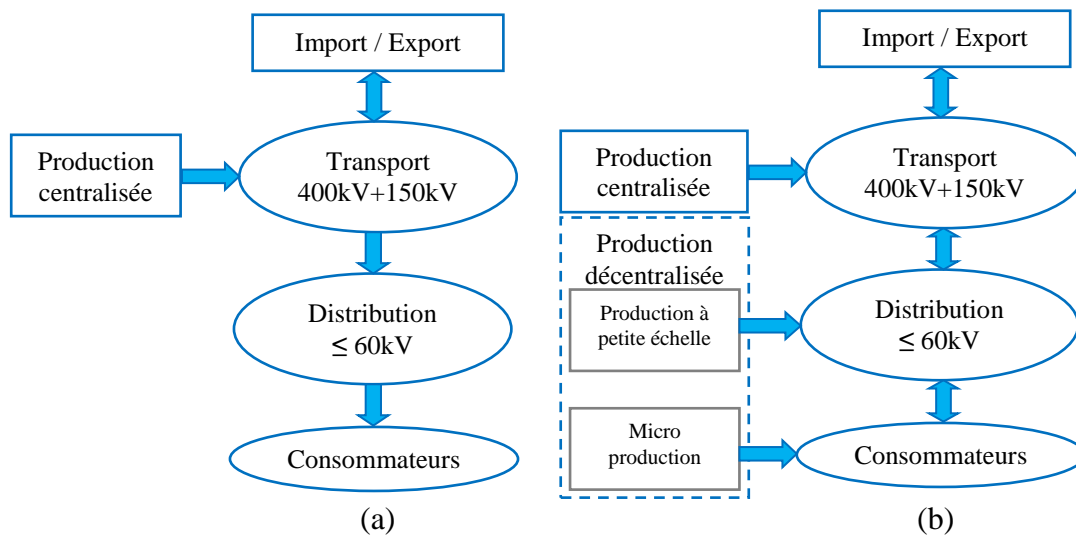 Import / Export
Production
centralisée
Transport
400kV+150kV
Distribution
≤ 60kV
Consommateurs
(a)
Import / Export
Production
centralisée
Transport
400kV+150kV
Production
décentralisée
Production à
petite échelle
Distribution
≤ 60kV
Micro
production
Consommateurs
(b)